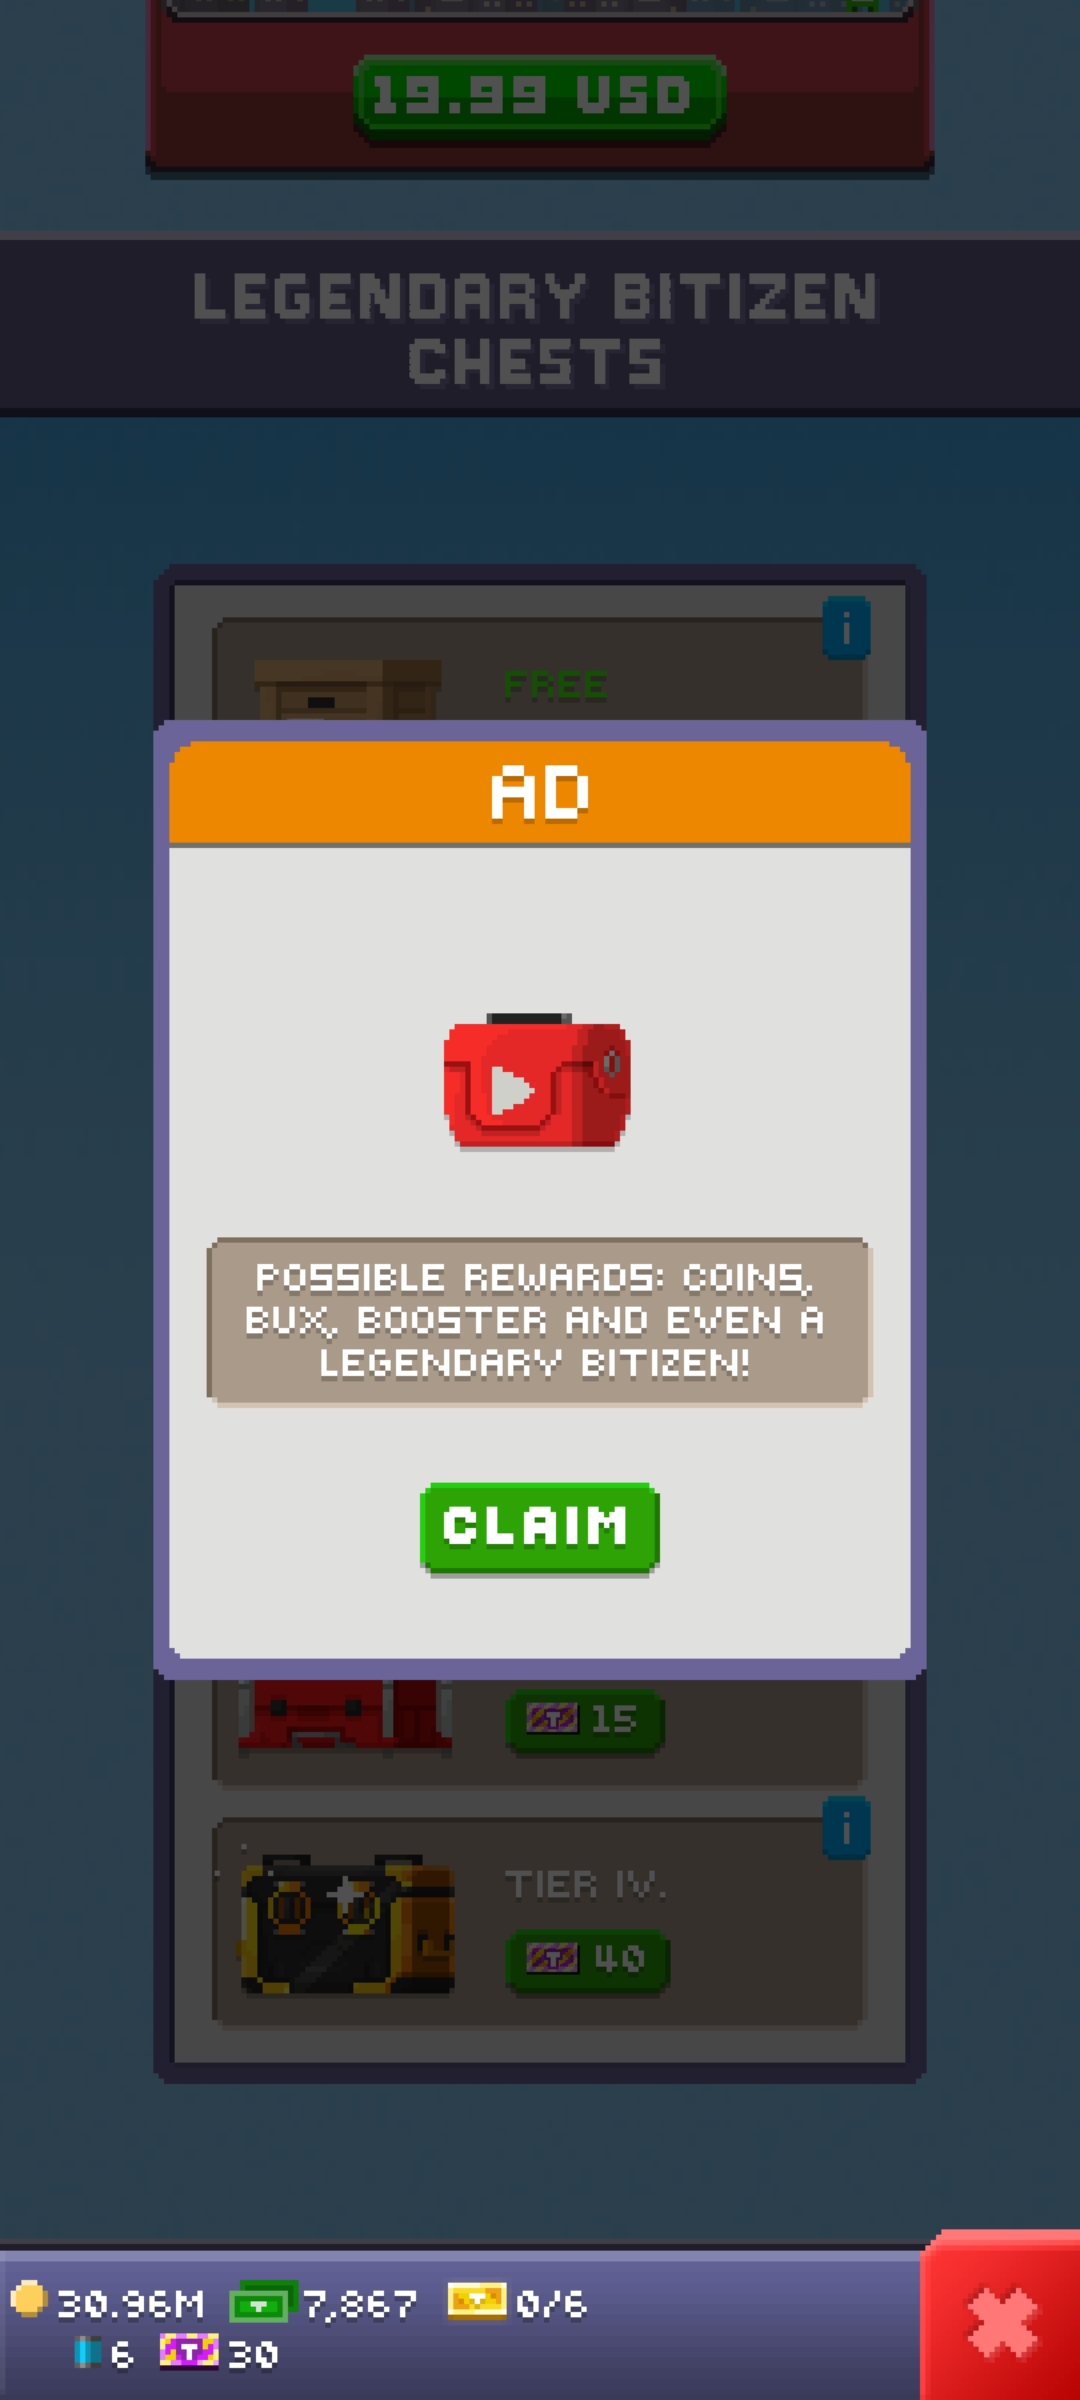 19.99 USD
LEGENDARY BITIZEN
CHESTS
i
FREE
AD
POSSIBLE REWARDS: COINS,
BUX, BOOSTER AND EVEN A
LEGENDARY BITIZEN!
CLAIM
T 15
i
TIER IV.
T 40
30.96M 7,867 0/6
6 T 30